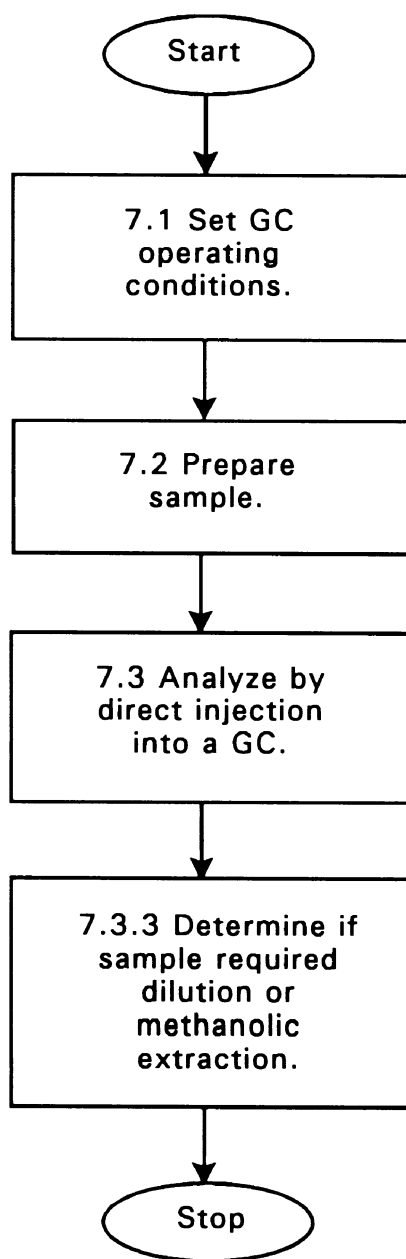 Start
7.1 Set GC
operating
conditions.
7.2 Prepare
sample.
7.3 Analyze by
direct injection
into a GC.
7.3.3 Determine if
sample required
dilution or
methanolic
extraction.
Stop